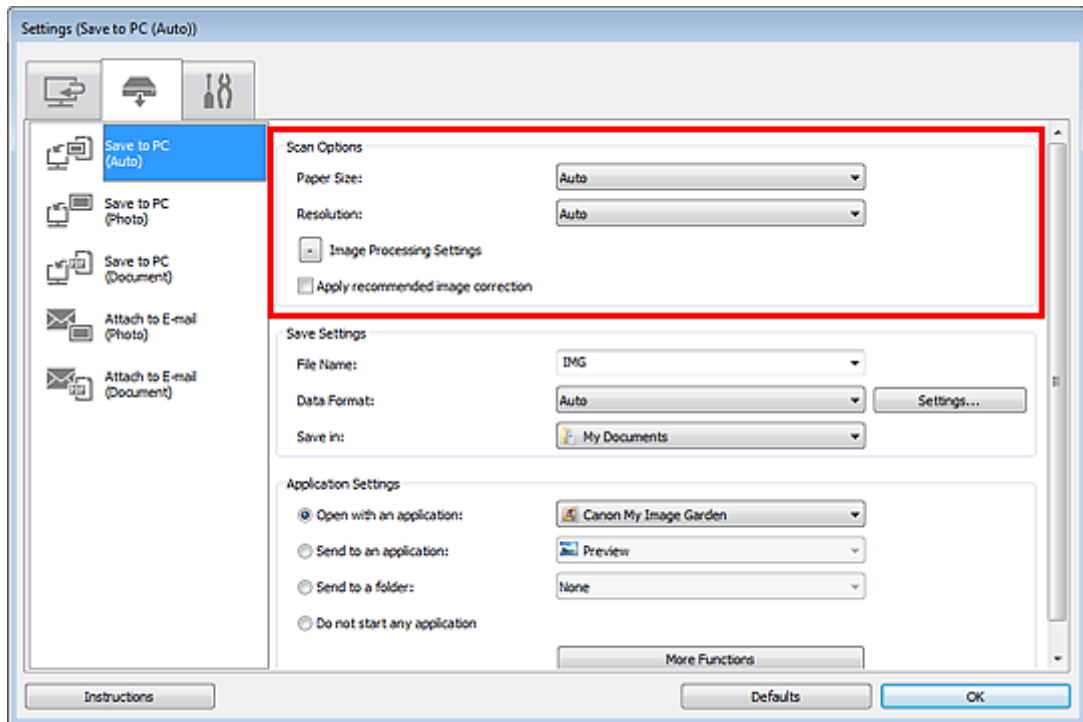 Settings (Save to PC (Auto))
Save to PC
(Auto)
Save to PC
(Photo)
Save to PC
(Document)
Attach to E-mail
(Photo)
Attach to E-mail
(Document)
Scan Options
Paper Size: Auto
Resolution: Auto
- Image Processing Settings
Apply recommended image correction
Save Settings
File Name: IMG
Data Format: Auto Settings...
Save in: My Documents
Application Settings
Open with an application: Canon My Image Garden
Send to an application: Preview
Send to a folder: None
Do not start any application
More Functions
Instructions Defaults OK